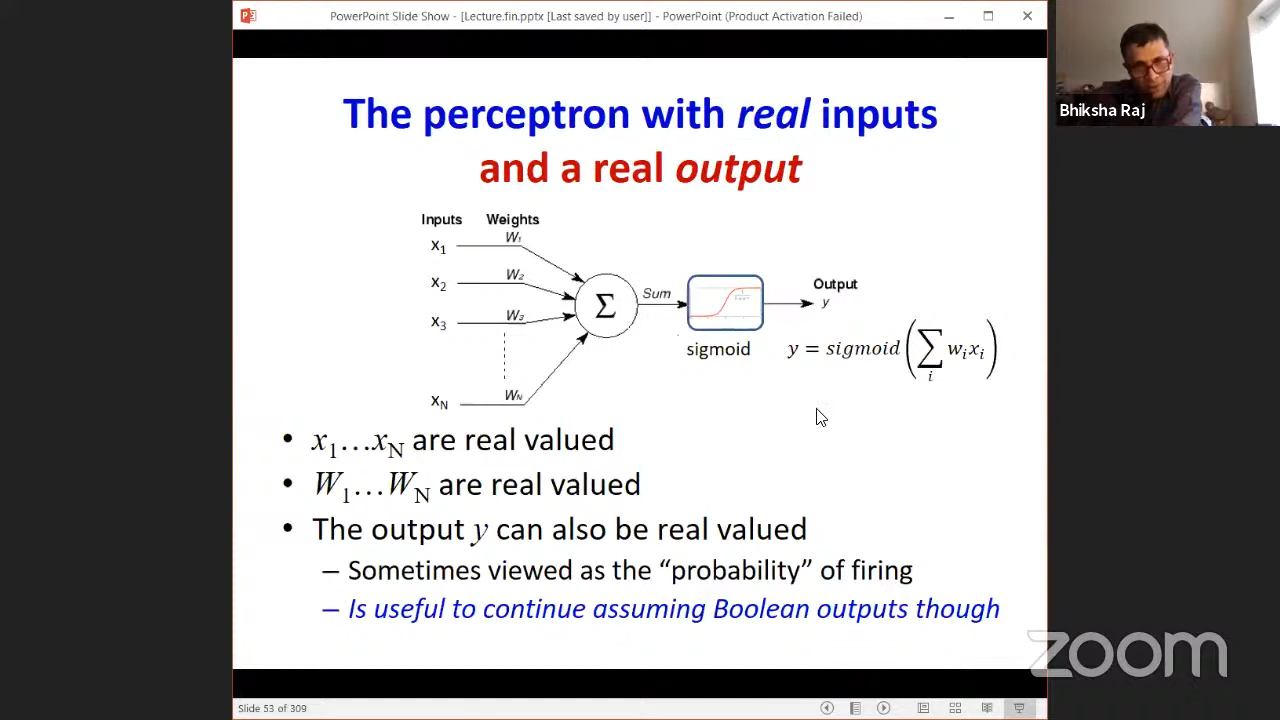 PowerPoint Slide Show - [Lecture.fin.pptx [Last saved by user]] - PowerPoint (Product Activation Failed)
Bhiksha Raj
The perceptron with real inputs
and a real output
Inputs Weights
x1 W1
x2 W2
x3 W3
xN WN
Σ
Sum
sigmoid
Output
y
y = sigmoid(∑i wixi)
• x1…xN are real valued
• W1…WN are real valued
• The output y can also be real valued
– Sometimes viewed as the “probability” of firing
– Is useful to continue assuming Boolean outputs though
zoom
Slide 53 of 309